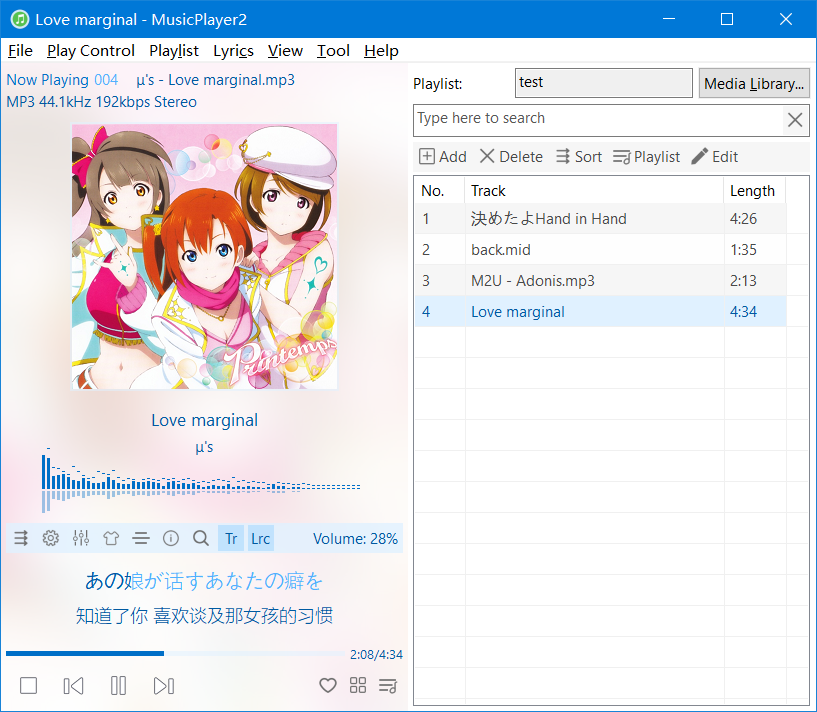 Love marginal - MusicPlayer2
File Play Control Playlist Lyrics View Tool Help
Now Playing 004 μ's - Love marginal.mp3
MP3 44.1kHz 192kbps Stereo
Printemps
Love marginal
μ's
Tr Lrc Volume: 28%
あの娘が话すあなたの癖を
知道了你 喜欢谈及那女孩的习惯
2:08/4:34
Playlist: test Media Library...
Type here to search
Add Delete Sort Playlist Edit
No. Track Length
1 決めたよHand in Hand 4:26
2 back.mid 1:35
3 M2U - Adonis.mp3 2:13
4 Love marginal 4:34